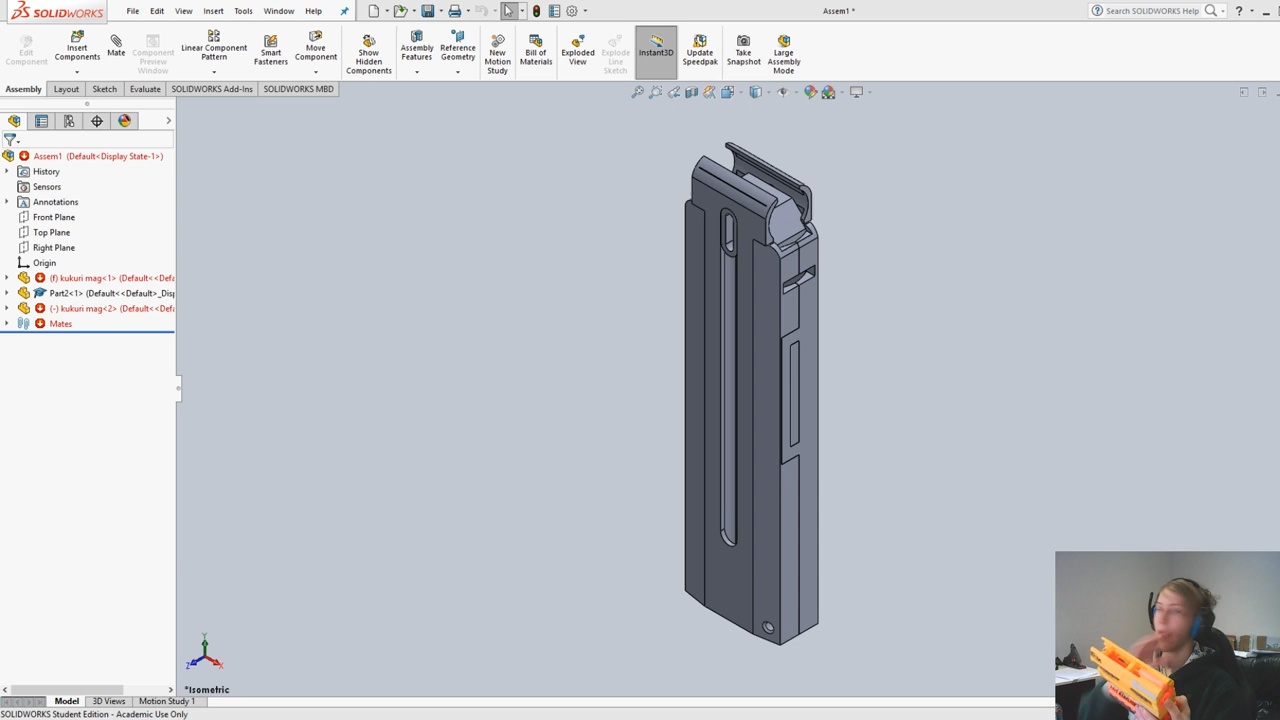 SOLIDWORKS
File Edit View Insert Tools Window Help
Assem1 *
Search SOLIDWORKS Help
?
Edit Component
Insert Components
Mate
Component Preview Window
Linear Component Pattern
Smart Fasteners
Move Component
Show Hidden Components
Assembly Features
Reference Geometry
New Motion Study
Bill of Materials
Exploded View
Explode Line Sketch
Instant3D
Update Speedpak
Take Snapshot
Large Assembly Mode
Assembly Layout Sketch Evaluate SOLIDWORKS Add-Ins SOLIDWORKS MBD
Assem1 (Default<Display State-1>)
History
Sensors
Annotations
Front Plane
Top Plane
Right Plane
Origin
(f) kukuri mag<1> (Default<<Defa
Part2<1> (Default<<Default>_Disp
(-) kukuri mag<2> (Default<<Defa
Mates
Y
Z X
*Isometric
Model 3D Views Motion Study 1
SOLIDWORKS Student Edition - Academic Use Only